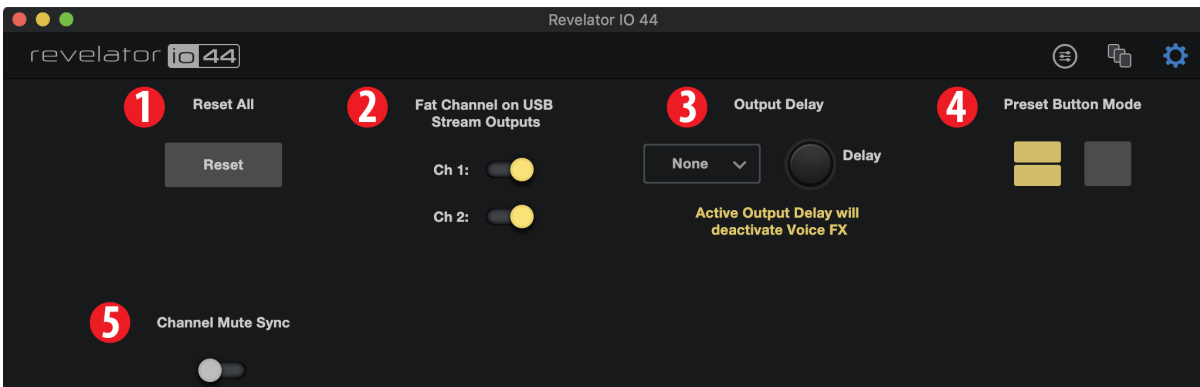 Revelator IO 44
revelator io 44
1 Reset All
Reset
2 Fat Channel on USB
Stream Outputs
Ch 1:
Ch 2:
3 Output Delay
None
Delay
Active Output Delay will
deactivate Voice FX
4 Preset Button Mode
5 Channel Mute Sync